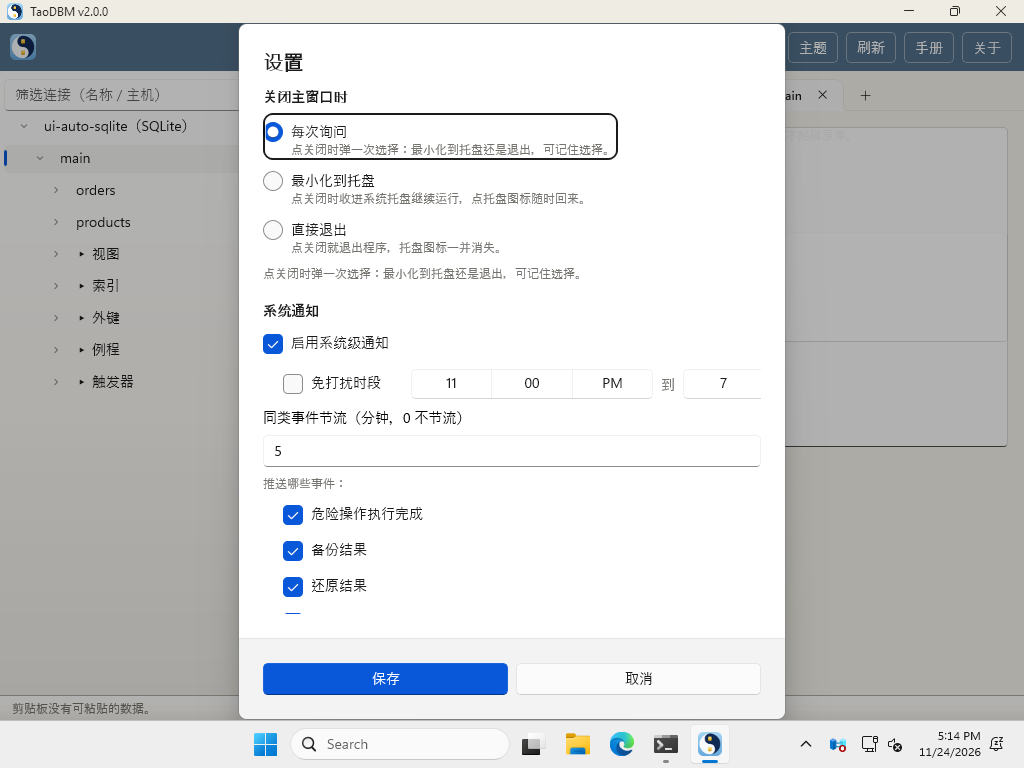 TaoDBM v2.0.0
主题
刷新
手册
关于
筛选连接（名称 / 主机）
ain
ui-auto-sqlite（SQLite）
main
orders
products
视图
索引
外键
例程
触发器
设置
关闭主窗口时
每次询问
点关闭时弹一次选择：最小化到托盘还是退出，可记住选择。
最小化到托盘
点关闭时收进系统托盘继续运行，点托盘图标随时回来。
直接退出
点关闭就退出程序，托盘图标一并消失。
点关闭时弹一次选择：最小化到托盘还是退出，可记住选择。
系统通知
启用系统级通知
免打扰时段 11 00 PM 到 7
同类事件节流（分钟，0 不节流）
5
推送哪些事件：
危险操作执行完成
备份结果
还原结果
保存
取消
剪贴板没有可粘贴的数据。
Search
5:14 PM
11/24/2026